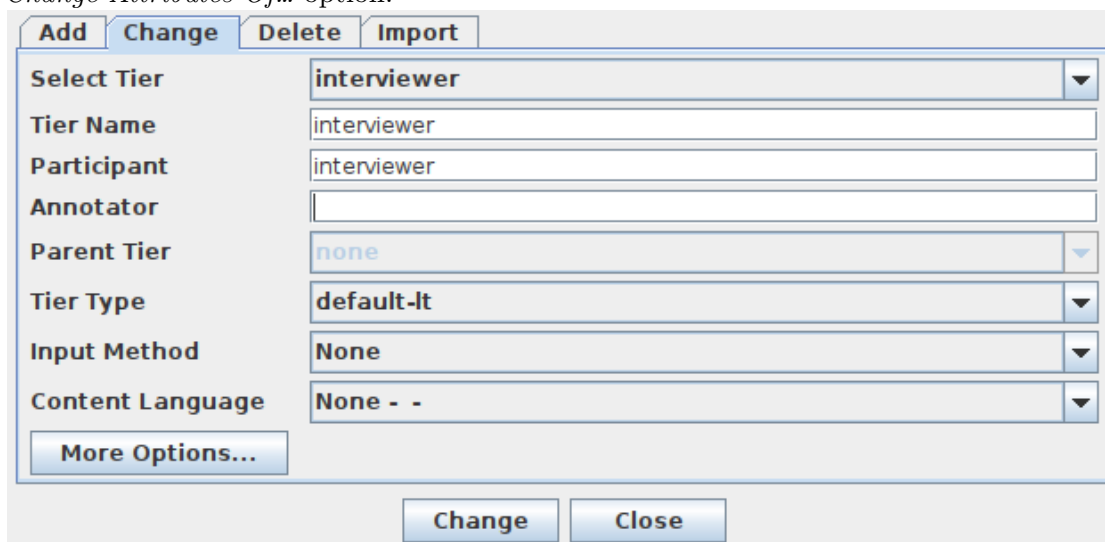 Change Attributes Of... option.
Add Change Delete Import
Select Tier interviewer
Tier Name interviewer
Participant interviewer
Annotator
Parent Tier none
Tier Type default-lt
Input Method None
Content Language None - -
More Options...
Change Close